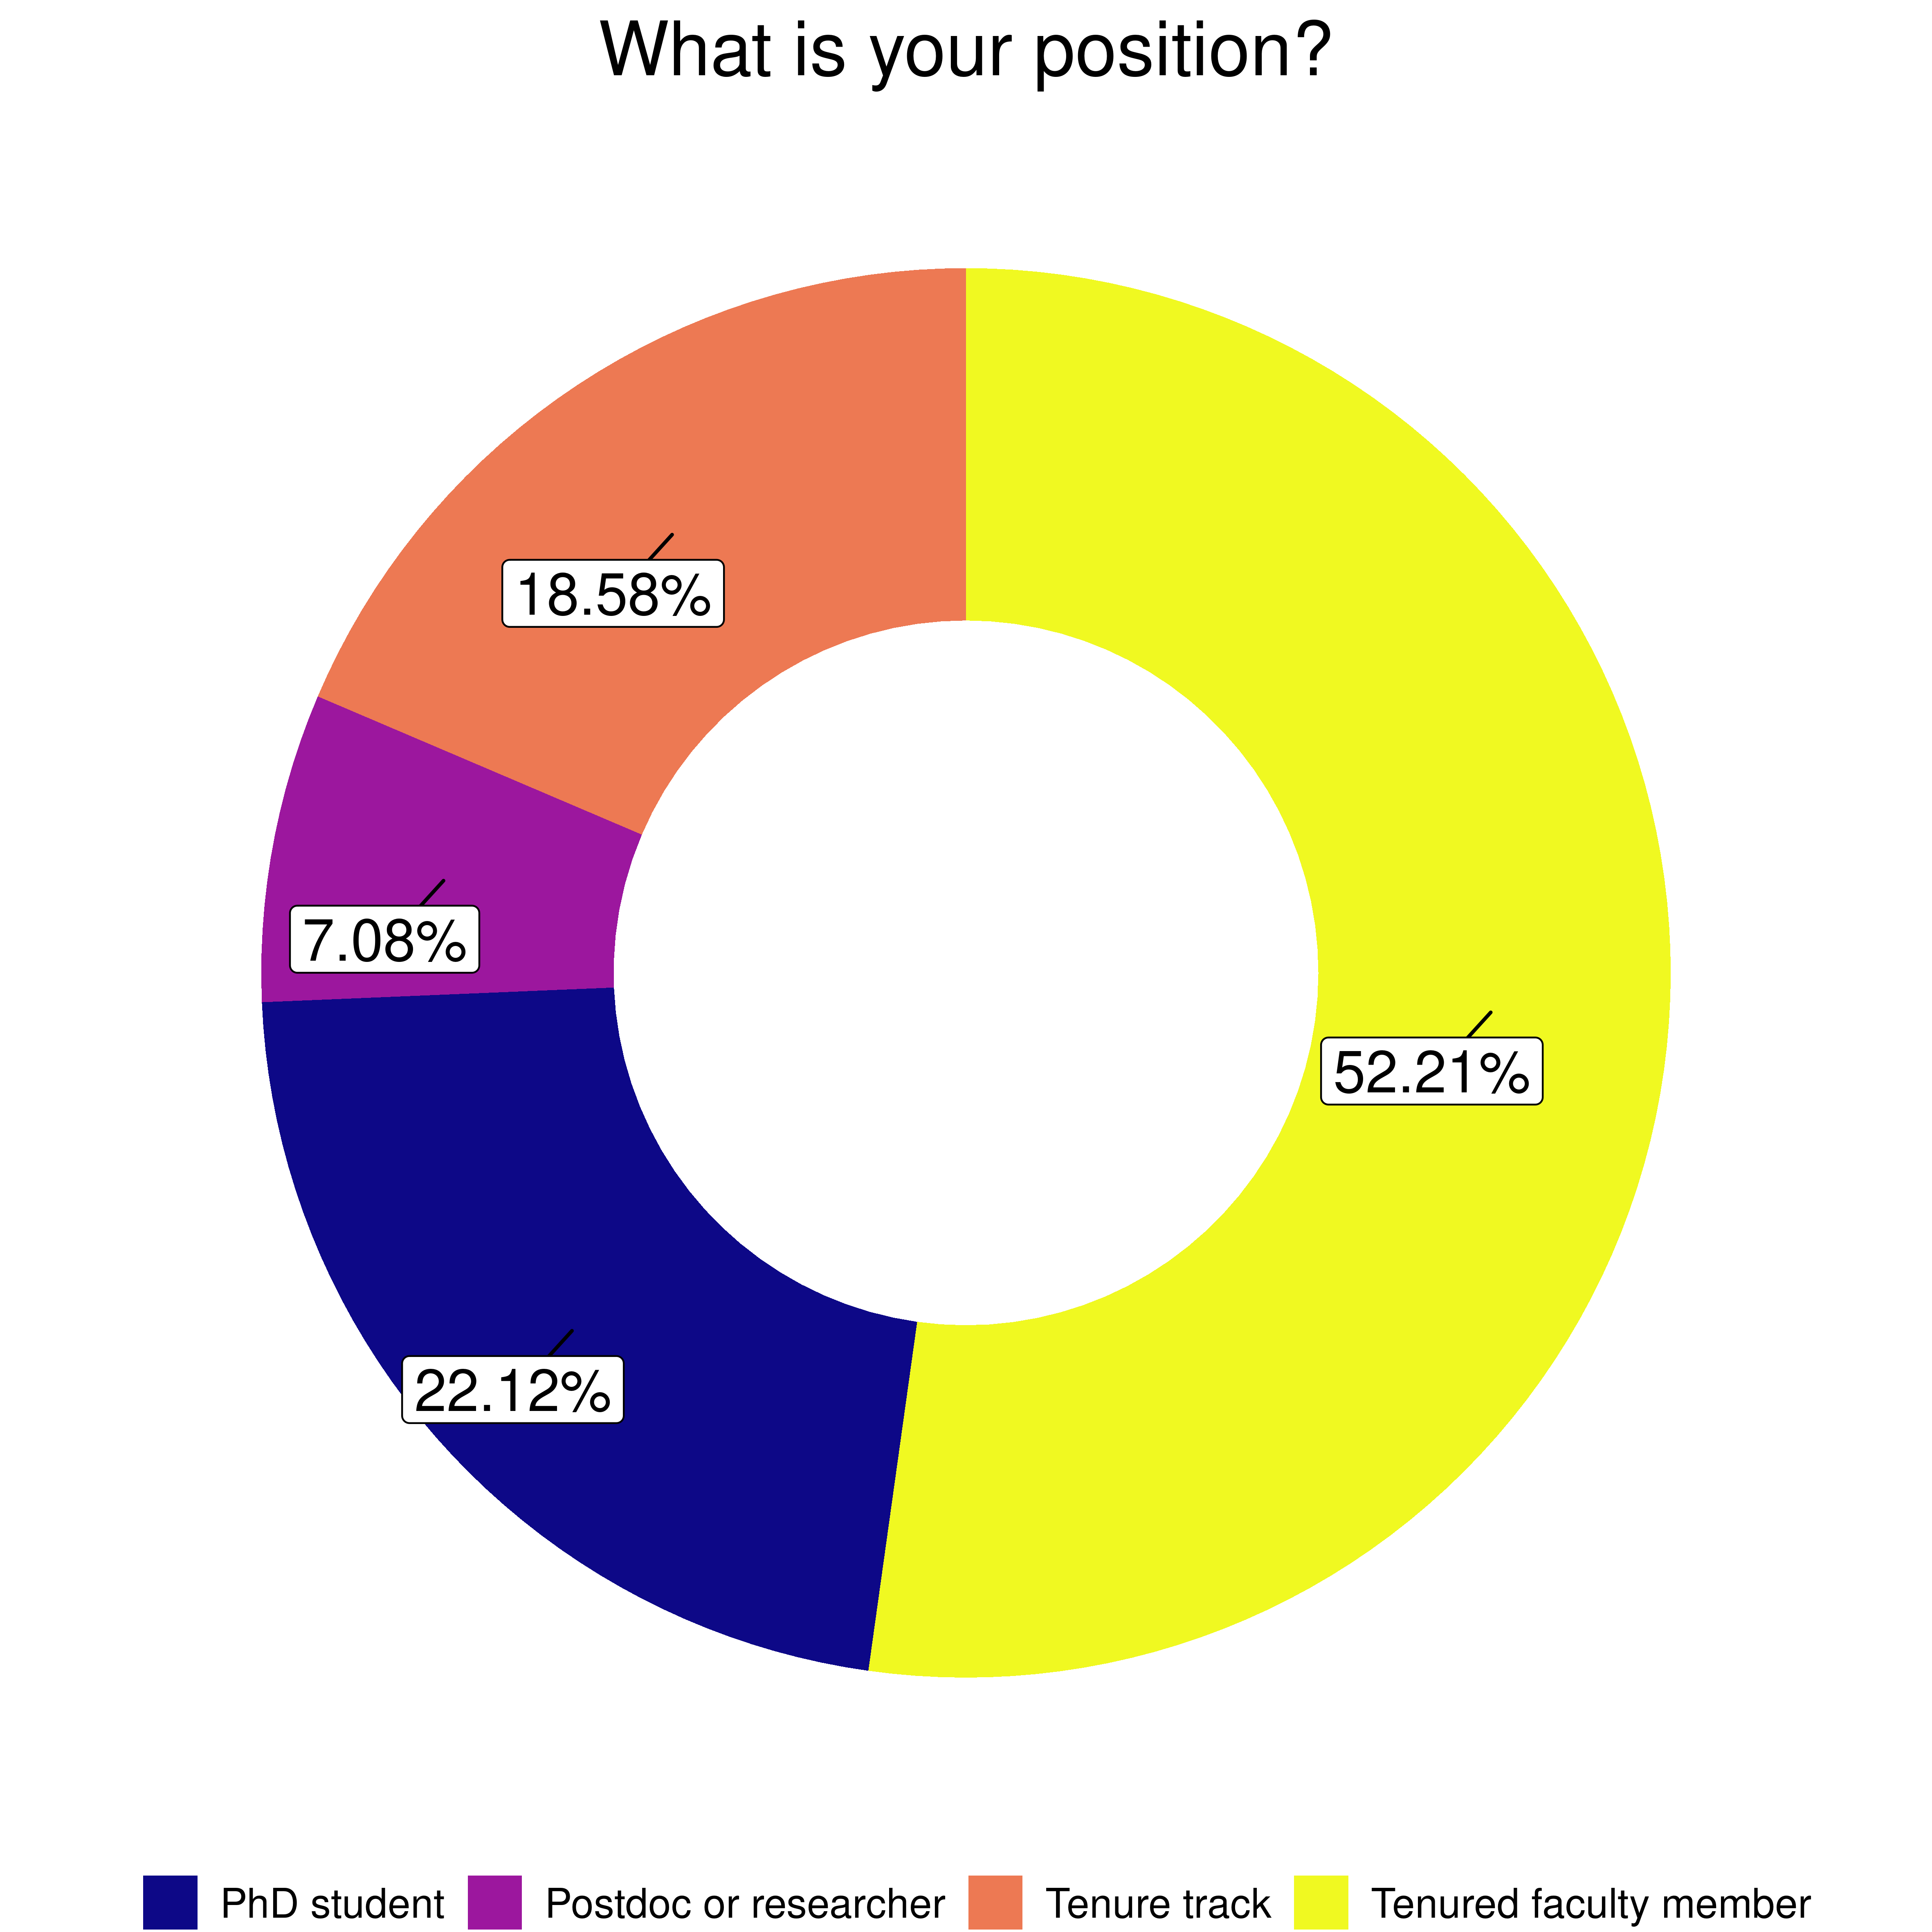 What is your position?
18.58%
7.08%
52.21%
22.12%
PhD student Postdoc or researcher Tenure track Tenured faculty member